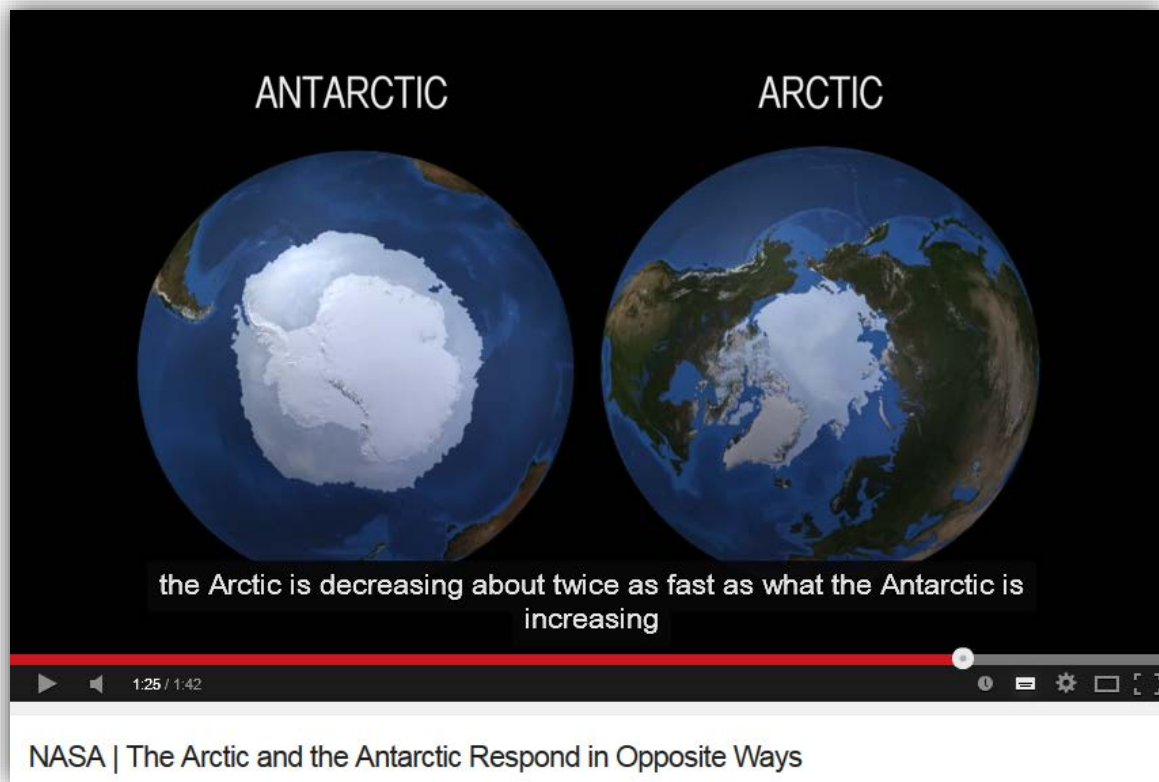 ANTARCTIC ARCTIC
the Arctic is decreasing about twice as fast as what the Antarctic is
increasing
1:25 / 1:42
NASA | The Arctic and the Antarctic Respond in Opposite Ways